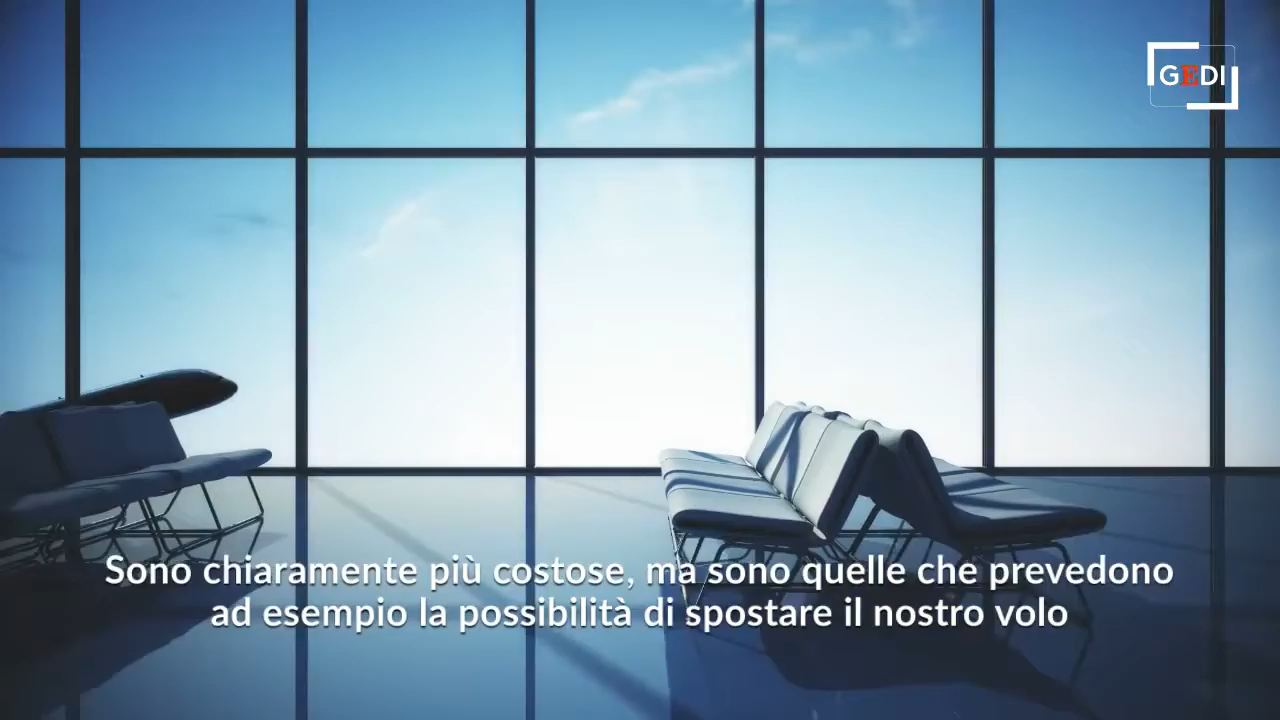 GEDI
Sono chiaramente più costose, ma sono quelle che prevedono
ad esempio la possibilità di spostare il nostro volo